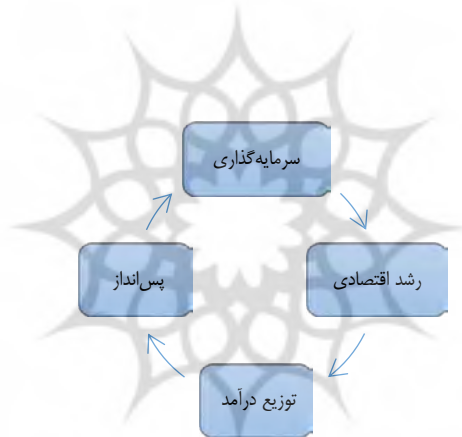 سرمایه‌گذاری
رشد اقتصادی
توزیع درآمد
پس‌انداز